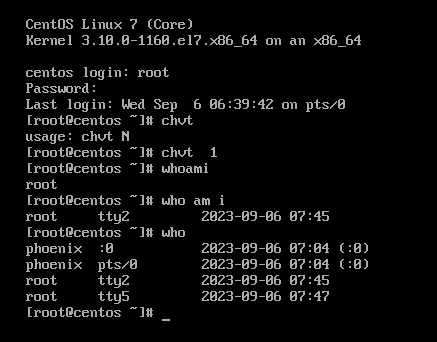 CentOS Linux 7 (Core)
Kernel 3.10.0-1160.el7.x86_64 on an x86_64
centos login: root
Password:
Last login: Wed Sep  6 06:39:42 on pts/0
[root@centos ~]# chvt
usage: chvt N
[root@centos ~]# chvt  1
[root@centos ~]# whoami
root
[root@centos ~]# who am i
root     tty2         2023-09-06 07:45
[root@centos ~]# who
phoenix  :0           2023-09-06 07:04 (:0)
phoenix  pts/0        2023-09-06 07:04 (:0)
root     tty2         2023-09-06 07:45
root     tty5         2023-09-06 07:47
[root@centos ~]# _